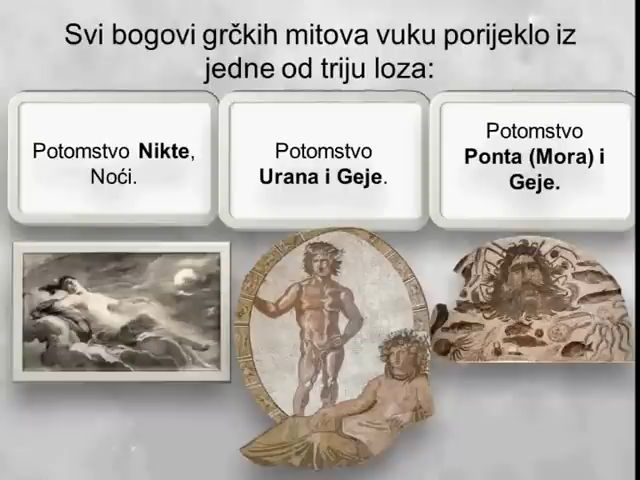 Svi bogovi grčkih mitova vuku porijeklo iz
jedne od triju loza:
Potomstvo Nikte,
Noći.
Potomstvo
Urana i Geje.
Potomstvo
Ponta (Mora) i
Geje.